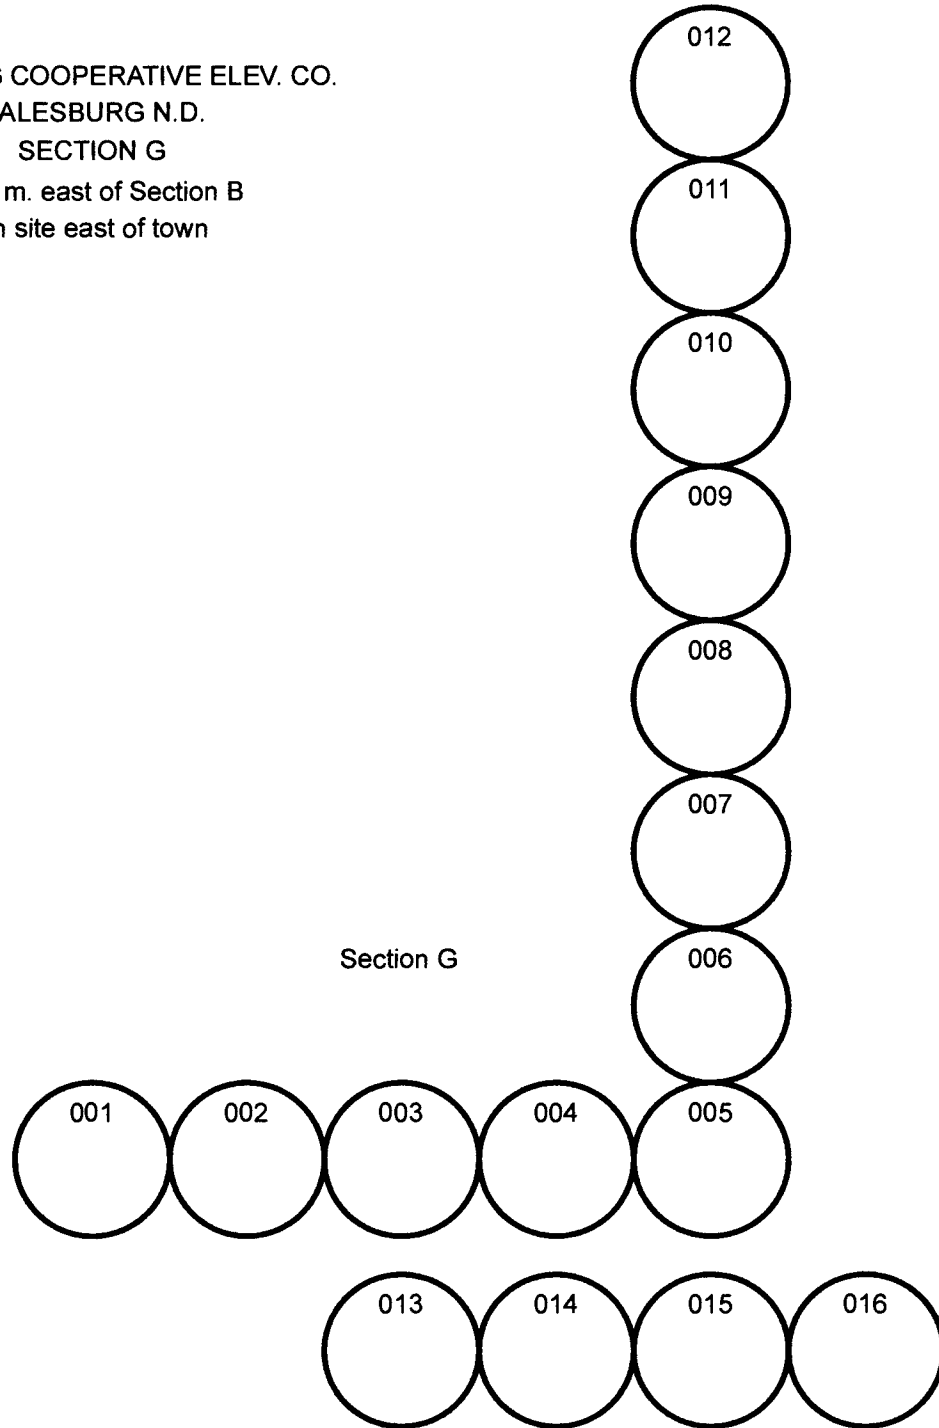 COOPERATIVE ELEV. CO.
ALESBURG N.D.
SECTION G
m. east of Section B
site east of town
012
011
010
009
008
007
Section G
006
001 002 003 004 005
013 014 015 016